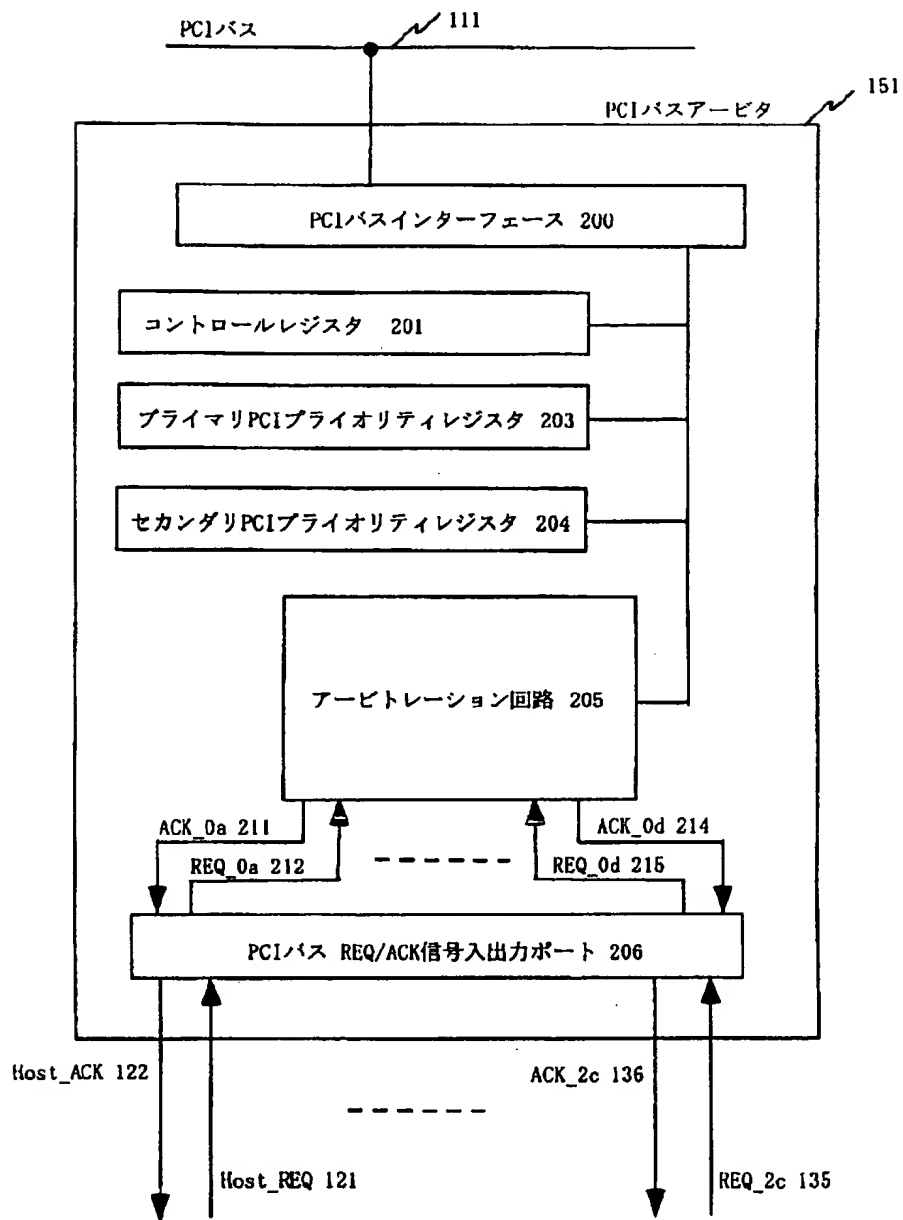 PCIバス
111
151
PCIバスアービタ
PCIバスインターフェース 200
コントロールレジスタ 201
プライマリPCIプライオリティレジスタ 203
セカンダリPCIプライオリティレジスタ 204
アービトレーション回路 205
ACK_0a 211
ACK_0d 214
REQ_0a 212
REQ_0d 215
PCIバス REQ/ACK信号入出力ポート 206
Host_ACK 122
ACK_2c 136
Host_REQ 121
REQ_2c 135